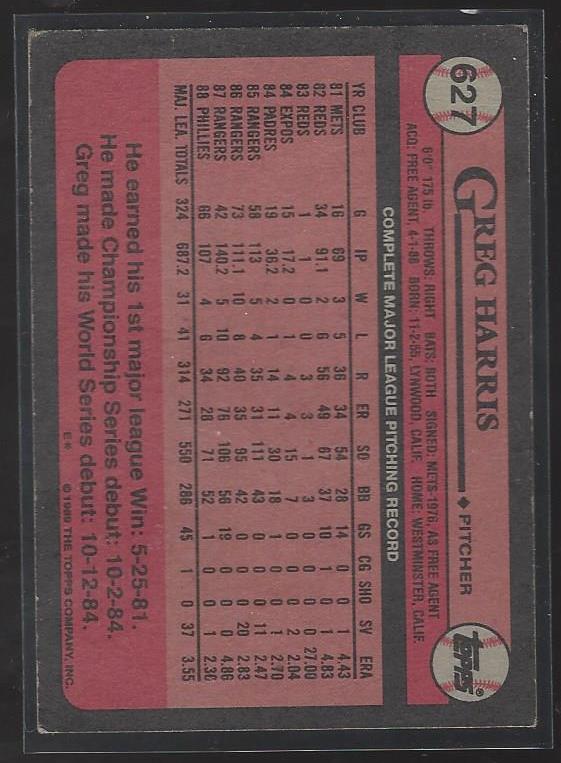 627
GREG HARRIS
♦ PITCHER
TOPPS®
6'0" 175 lb. THROWS: RIGHT BATS: BOTH SIGNED: METS-1976, AS FREE AGENT
ACQ: FREE AGENT, 4-1-88 BORN: 11-2-55, LYNWOOD, CALIF. HOME: WESTMINSTER, CALIF.
COMPLETE MAJOR LEAGUE PITCHING RECORD
YR CLUB G IP W L R ER SO BB GS CG SHO SV ERA
81 METS 16 69 3 5 36 34 54 28 14 0 0 1 4.43
82 REDS 34 91.1 2 6 56 49 67 37 10 1 0 1 4.83
83 REDS 1 1 0 0 3 3 1 3 0 0 0 0 27.00
84 EXPOS 15 17.2 0 1 4 4 15 7 0 0 0 2 2.04
84 PADRES 19 36.2 2 1 14 11 30 18 1 0 0 1 2.70
85 RANGERS 58 113 5 4 35 31 111 43 0 0 0 11 2.47
86 RANGERS 73 111.1 10 8 40 35 95 42 0 0 0 20 2.83
87 RANGERS 42 140.2 5 10 92 76 106 56 19 0 0 0 4.86
88 PHILLIES 66 107 4 6 34 28 71 52 1 0 0 1 2.36
MAJ. LEA. TOTALS 324 687.2 31 41 314 271 550 286 45 1 0 37 3.55
He earned his 1st major league Win: 5-25-81.
He made Championship Series debut: 10-2-84.
Greg made his World Series debut: 10-12-84.
E* © 1989 THE TOPPS COMPANY, INC.